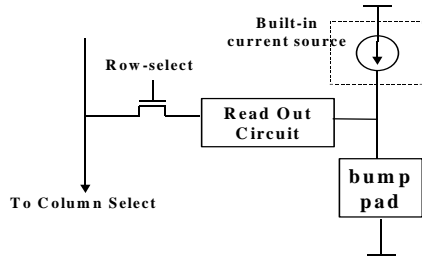 Built-in
current source
Row-select
Read Out
Circuit
bump
pad
To Column Select